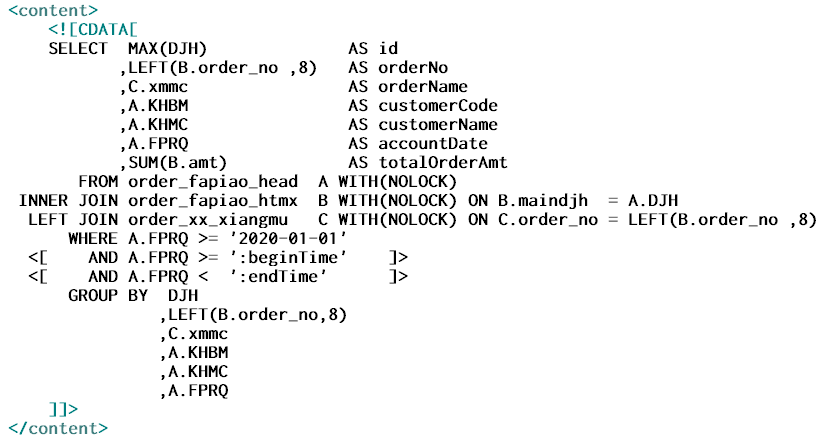 <content>
<![CDATA[
SELECT MAX(DJH) AS id
,LEFT(B.order_no ,8) AS orderNo
,C.xmmc AS orderName
,A.KHBM AS customerCode
,A.KHMC AS customerName
,A.FPRQ AS accountDate
,SUM(B.amt) AS totalOrderAmt
FROM order_fapiao_head A WITH(NOLOCK)
INNER JOIN order_fapiao_htmx B WITH(NOLOCK) ON B.maindjh = A.DJH
LEFT JOIN order_xx_xiangmu C WITH(NOLOCK) ON C.order_no = LEFT(B.order_no ,8)
WHERE A.FPRQ >= '2020-01-01'
<[ AND A.FPRQ >= ':beginTime' ]>
<[ AND A.FPRQ < ':endTime' ]>
GROUP BY DJH
,LEFT(B.order_no,8)
,C.xmmc
,A.KHBM
,A.KHMC
,A.FPRQ
]]>
</content>